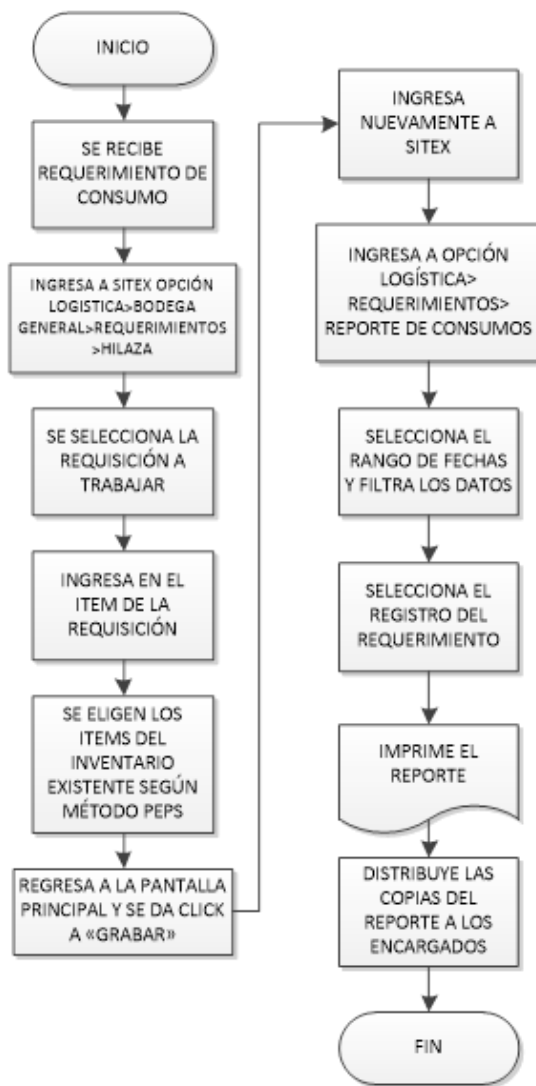 INICIO
SE RECIBE
REQUERIMIENTO DE
CONSUMO
INGRESA A SITEX OPCIÓN
LOGISTICA>BODEGA
GENERAL>REQUERIMIENTOS
>HILAZA
SE SELECCIONA LA
REQUISICIÓN A
TRABAJAR
INGRESA EN EL
ITEM DE LA
REQUISICIÓN
SE ELIGEN LOS
ITEMS DEL
INVENTARIO
EXISTENTE SEGÚN
MÉTODO PEPS
REGRESA A LA PANTALLA
PRINCIPAL Y SE DA CLICK
A «GRABAR»
INGRESA
NUEVAMENTE A
SITEX
INGRESA A OPCIÓN
LOGÍSTICA>
REQUERIMIENTOS>
REPORTE DE CONSUMOS
SELECCIONA EL
RANGO DE FECHAS
Y FILTRA LOS DATOS
SELECCIONA EL
REGISTRO DEL
REQUERIMIENTO
IMPRIME EL
REPORTE
DISTRIBUYE LAS
COPIAS DEL
REPORTE A LOS
ENCARGADOS
FIN